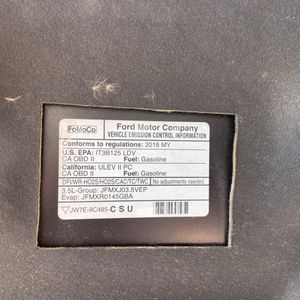 FoMoCo
Ford Motor Company
VEHICLE EMISSION CONTROL INFORMATION
Conforms to regulations: 2018 MY
U.S. EPA: IT3B125 LDV
CA OBD II Fuel: Gasoline
California: ULEV II PC
CA OBD II Fuel: Gasoline
DFI/WR-HO2S/HO2S/CAC/TC/TWC No adjustments needed.
3.5L-Group: JFMXJ03.5VEP
Evap: JFMXR0145GBA
JW7E-9C485-C S U